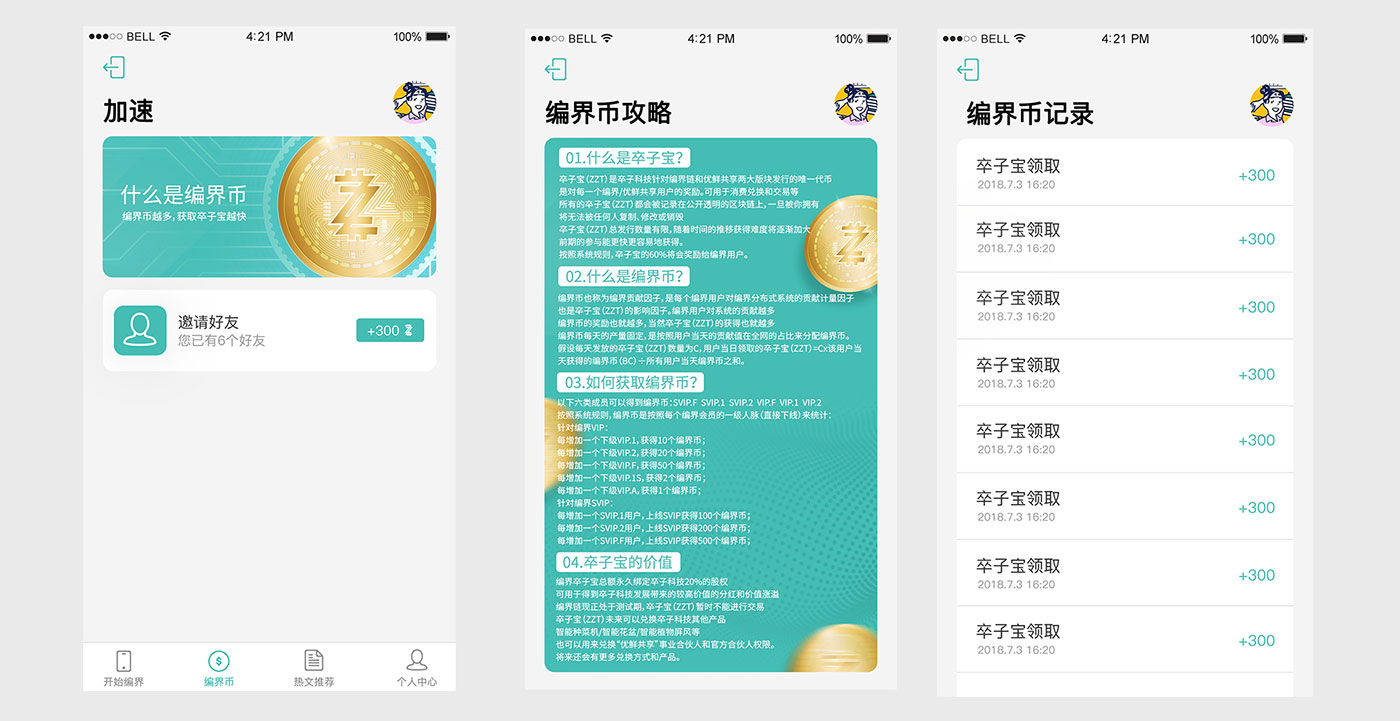 BELL 4:21 PM 100%
加速
什么是编界币
编界币越多，获取卒子宝越快
邀请好友
您已有6个好友
+300
开始编界
编界币
热文推荐
个人中心
BELL 4:21 PM 100%
编界币攻略
01.什么是卒子宝？
卒子宝（ZZT）是卒子科技针对编界链和优鲜共享两大版块发行的唯一代币
是对每一个编界/优鲜共享用户的奖励。可用于消费兑换和交易等
所有的卒子宝（ZZT）都会被记录在公开透明的区块链上，一旦被你拥有
将无法被任何人复制、修改或销毁
卒子宝（ZZT）总发行数量有限，随着时间的推移获得难度将逐渐加大
前期的参与能更快更容易地获得。
按照系统规则，卒子宝的60%将会奖励给编界用户。
02.什么是编界币？
编界币也称为编界贡献因子，是每个编界用户对编界分布式系统的贡献计量因子
也是卒子宝（ZZT）的影响因子。编界用户对系统的贡献越多
编界币的奖励也就越多，当然卒子宝（ZZT）的获得也就越多
编界币每天的产量固定，是按照用户当天的贡献值在全网的占比来分配编界币。
假设每天发放的卒子宝（ZZT）数量为C，用户当日领取的卒子宝（ZZT）=Cx该用户当
天获得的编界币（BC）÷所有用户当天编界币之和。
03.如何获取编界币？
以下六类成员可以得到编界币：SVIP.F SVIP.1 SVIP.2 VIP.F VIP.1 VIP.2
按照系统规则，编界币是按照每个编界会员的一级人脉（直接下线）来统计：
针对编界VIP：
每增加一个下级VIP.1，获得10个编界币；
每增加一个下级VIP.2，获得20个编界币；
每增加一个下级VIP.F，获得50个编界币；
每增加一个下级VIP.1S，获得2个编界币；
每增加一个下级VIP.A，获得1个编界币；
针对编界SVIP：
每增加一个SVIP.1用户，上线SVIP获得100个编界币；
每增加一个SVIP.2用户，上线SVIP获得200个编界币；
每增加一个SVIP.F用户，上线SVIP获得500个编界币；
04.卒子宝的价值
编界卒子宝总额永久绑定卒子科技20%的股权
可用于得到卒子科技发展带来的较高价值的分红和价值涨溢
编界链现正处于测试期，卒子宝（ZZT）暂时不能进行交易
卒子宝（ZZT）未来可以兑换卒子科技其他产品
智能种菜机/智能花盆/智能植物屏风等
也可以用来兑换“优鲜共享”事业合伙人和官方合伙人权限。
将来还会有更多兑换方式和产品。
BELL 4:21 PM 100%
编界币记录
卒子宝领取
2018.7.3 16:20
+300
卒子宝领取
2018.7.3 16:20
+300
卒子宝领取
2018.7.3 16:20
+300
卒子宝领取
2018.7.3 16:20
+300
卒子宝领取
2018.7.3 16:20
+300
卒子宝领取
2018.7.3 16:20
+300
卒子宝领取
2018.7.3 16:20
+300
卒子宝领取
2018.7.3 16:20
+300